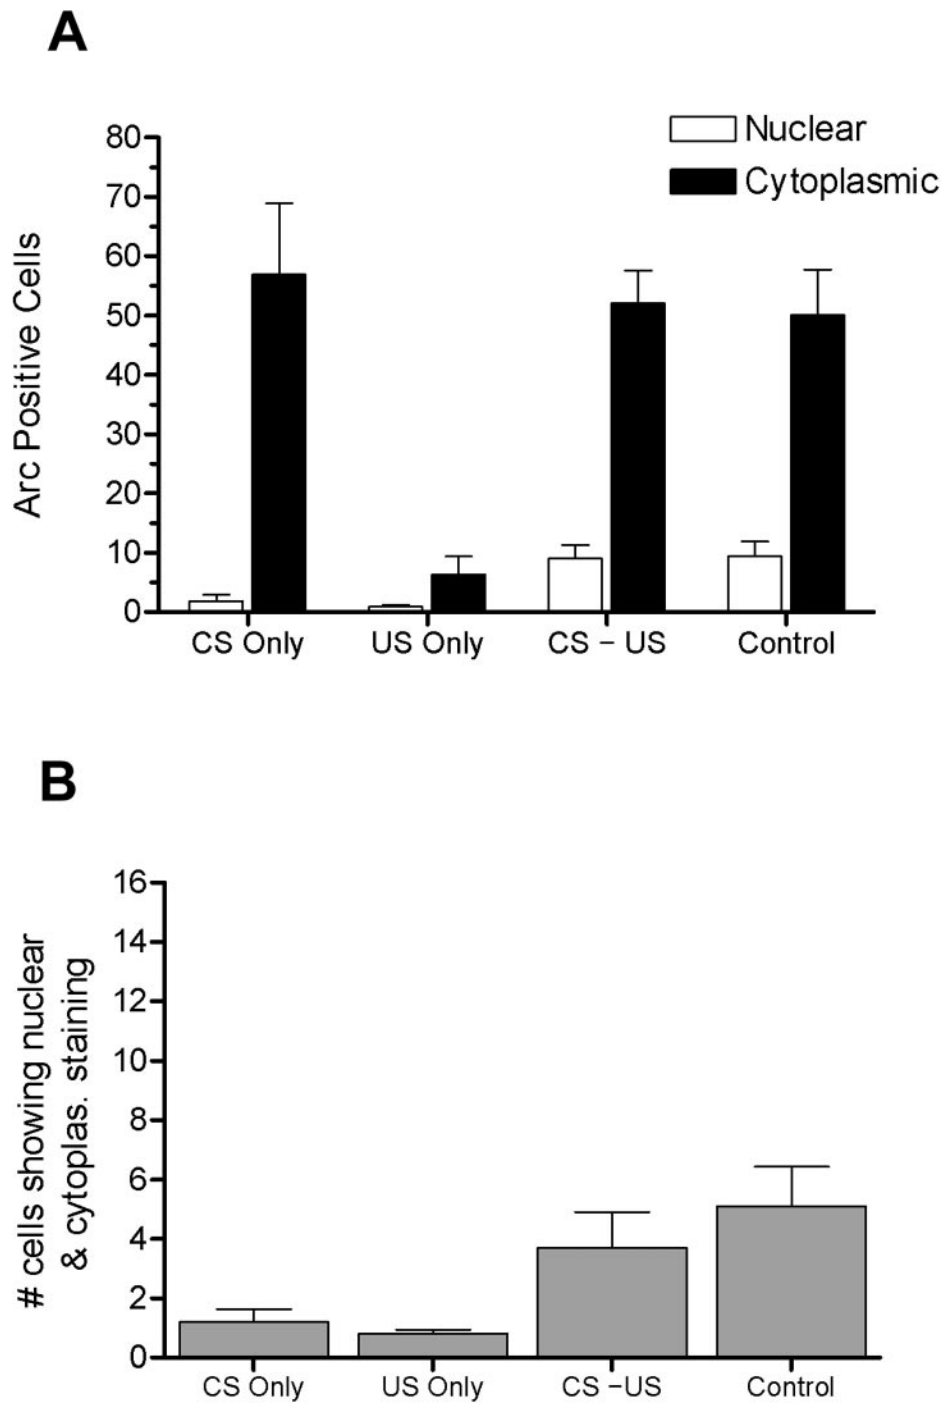 A
Nuclear
Cytoplasmic
Arc Positive Cells
80
70
60
50
40
30
20
10
0
CS Only
US Only
CS – US
Control
B
# cells showing nuclear
& cytoplas. staining
16
14
12
10
8
6
4
2
0
CS Only
US Only
CS –US
Control